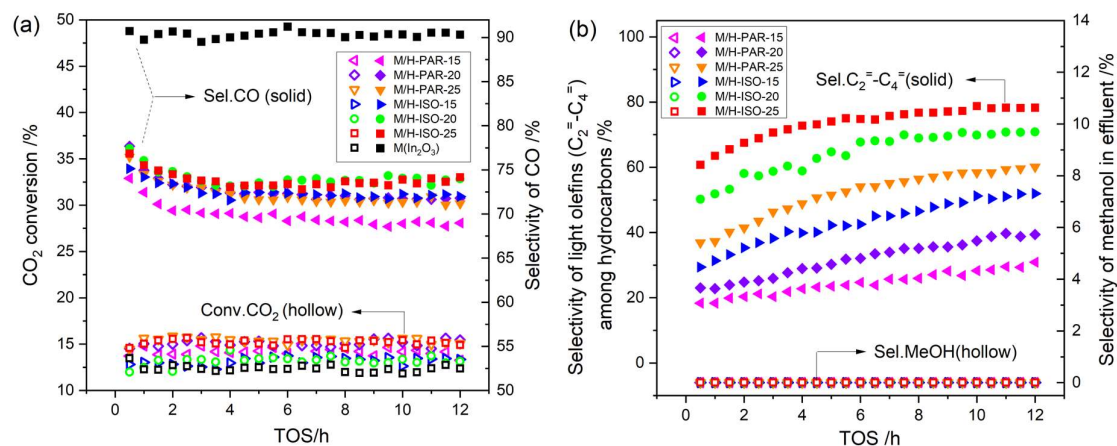 (a)
50
45
40
35
30
25
20
15
10
CO₂ conversion /%
90
85
80
75
70
65
60
55
50
Selectivity of CO /%
0
2
4
6
8
10
12
TOS/h
Sel.CO (solid)
Conv.CO₂ (hollow)
M/H-PAR-15
M/H-PAR-20
M/H-PAR-25
M/H-ISO-15
M/H-ISO-20
M/H-ISO-25
M(In₂O₃)
(b)
100
80
60
40
20
0
Selectivity of light olefins (C₂⁼-C₄⁼)
among hydrocarbons /%
14
12
10
8
6
4
2
0
Selectivity of methanol in effluent /%
0
2
4
6
8
10
12
TOS /h
M/H-PAR-15
M/H-PAR-20
M/H-PAR-25
M/H-ISO-15
M/H-ISO-20
M/H-ISO-25
Sel.C₂⁼-C₄⁼(solid)
Sel.MeOH(hollow)